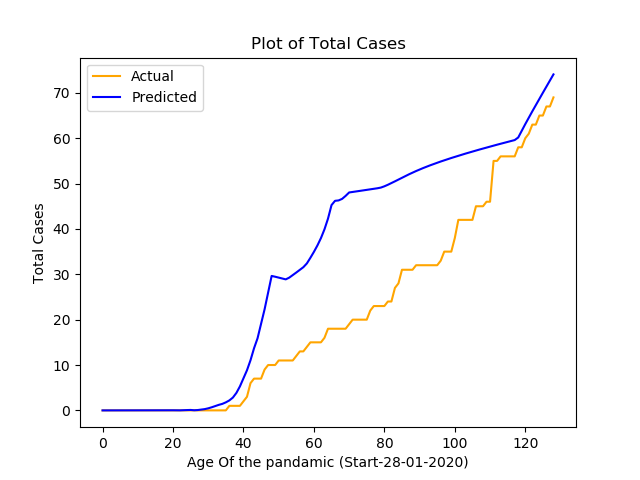 Plot of Total Cases
Actual
Predicted
70
60
50
40
30
20
10
0
Total Cases
0 20 40 60 80 100 120
Age Of the pandamic (Start-28-01-2020)